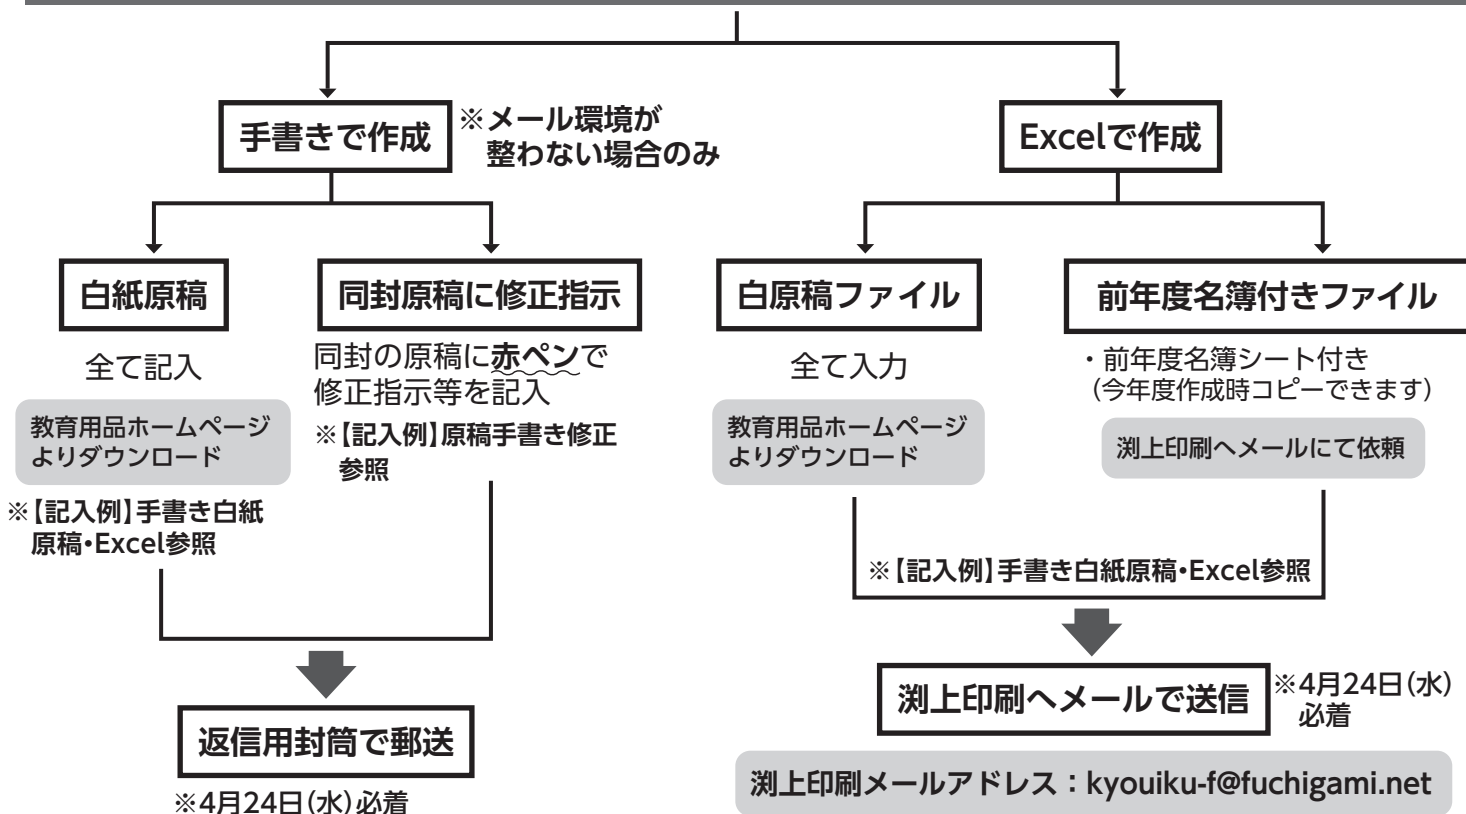 手書きで作成
※メール環境が
整わない場合のみ
Excelで作成
白紙原稿
全て記入
教育用品ホームページ
よりダウンロード
※【記入例】手書き白紙
原稿・Excel参照
同封原稿に修正指示
同封の原稿に赤ペンで
修正指示等を記入
※【記入例】原稿手書き修正
参照
返信用封筒で郵送
※4月24日(水)必着
白原稿ファイル
全て入力
教育用品ホームページ
よりダウンロード
前年度名簿付きファイル
・前年度名簿シート付き
（今年度作成時コピーできます）
渕上印刷へメールにて依頼
※【記入例】手書き白紙原稿・Excel参照
渕上印刷へメールで送信
※4月24日(水)
必着
渕上印刷メールアドレス：kyouiku-f@fuchigami.net